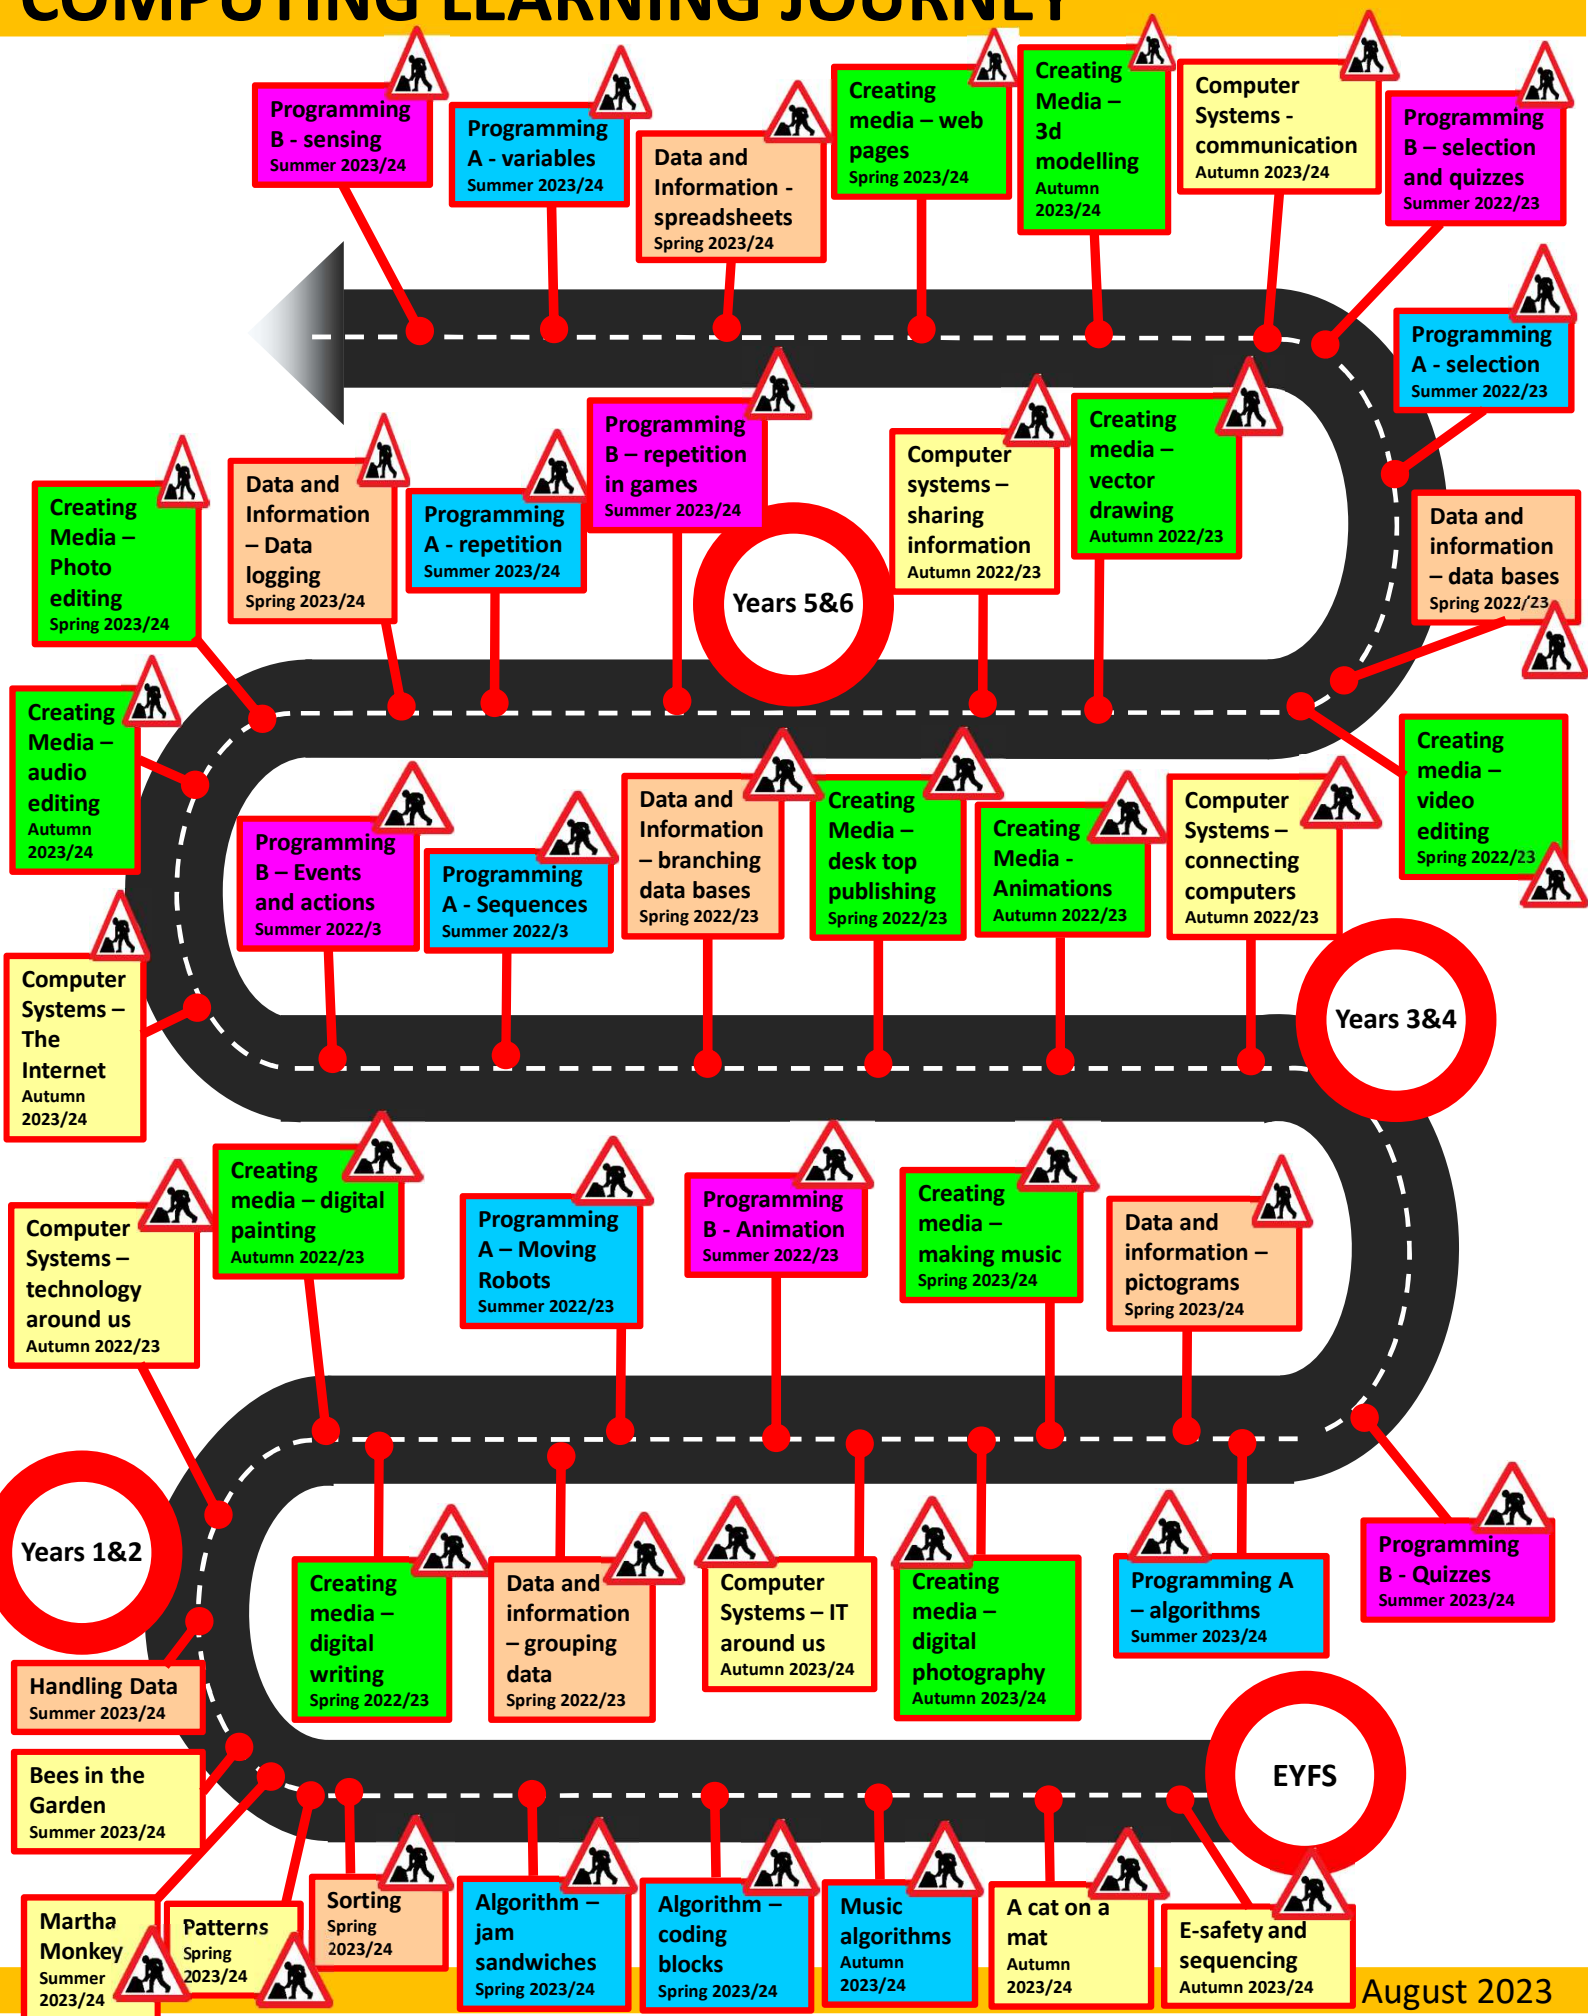 COMPUTING LEARNING JOURNEY
Programming
B - sensing
Summer 2023/24
Programming
A - variables
Summer 2023/24
Data and
Information -
spreadsheets
Spring 2023/24
Creating
media – web
pages
Spring 2023/24
Creating
Media –
3d
modelling
Autumn
2023/24
Computer
Systems -
communication
Autumn 2023/24
Programming
B – selection
and quizzes
Summer 2022/23
Programming
A - selection
Summer 2022/23
Creating
Media –
Photo
editing
Spring 2023/24
Data and
Information
– Data
logging
Spring 2023/24
Programming
A - repetition
Summer 2023/24
Programming
B – repetition
in games
Summer 2023/24
Years 5&6
Computer
systems –
sharing
information
Autumn 2022/23
Creating
media –
vector
drawing
Autumn 2022/23
Data and
information
– data bases
Spring 2022/23
Creating
Media –
audio
editing
Autumn
2023/24
Programming
B – Events
and actions
Summer 2022/3
Programming
A - Sequences
Summer 2022/3
Data and
Information
– branching
data bases
Spring 2022/23
Creating
Media –
desk top
publishing
Spring 2022/23
Creating
Media -
Animations
Autumn 2022/23
Computer
Systems –
connecting
computers
Autumn 2022/23
Creating
media –
video
editing
Spring 2022/23
Computer
Systems –
The
Internet
Autumn
2023/24
Years 3&4
Computer
Systems –
technology
around us
Autumn 2022/23
Creating
media – digital
painting
Autumn 2022/23
Programming
A – Moving
Robots
Summer 2022/23
Programming
B - Animation
Summer 2022/23
Creating
media –
making music
Spring 2023/24
Data and
information –
pictograms
Spring 2023/24
Years 1&2
Creating
media –
digital
writing
Spring 2022/23
Data and
information
– grouping
data
Spring 2022/23
Computer
Systems – IT
around us
Autumn 2023/24
Creating
media –
digital
photography
Autumn 2023/24
Programming A
– algorithms
Summer 2023/24
Programming
B - Quizzes
Summer 2023/24
Handling Data
Summer 2023/24
Bees in the
Garden
Summer 2023/24
EYFS
Martha
Monkey
Summer
2023/24
Patterns
Spring
2023/24
Sorting
Spring
2023/24
Algorithm –
jam
sandwiches
Spring 2023/24
Algorithm –
coding
blocks
Spring 2023/24
Music
algorithms
Autumn
2023/24
A cat on a
mat
Autumn
2023/24
E-safety and
sequencing
Autumn 2023/24
August 2023